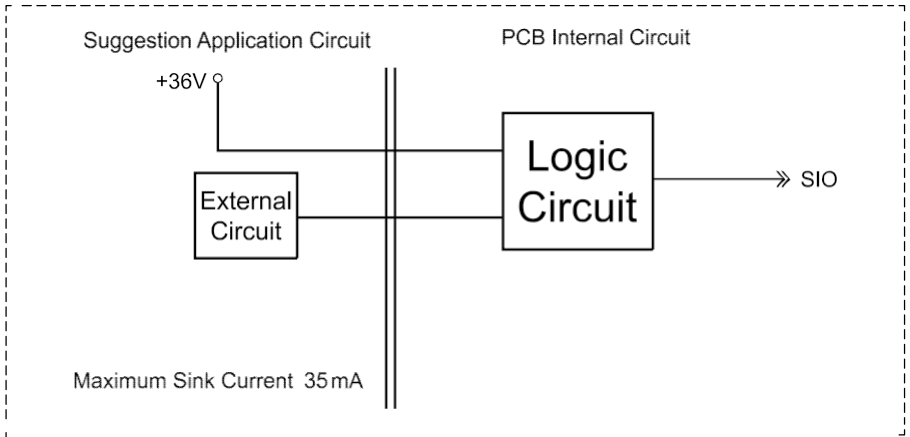 Suggestion Application Circuit
PCB Internal Circuit
+36V
Logic
Circuit
SIO
External
Circuit
Maximum Sink Current 35mA